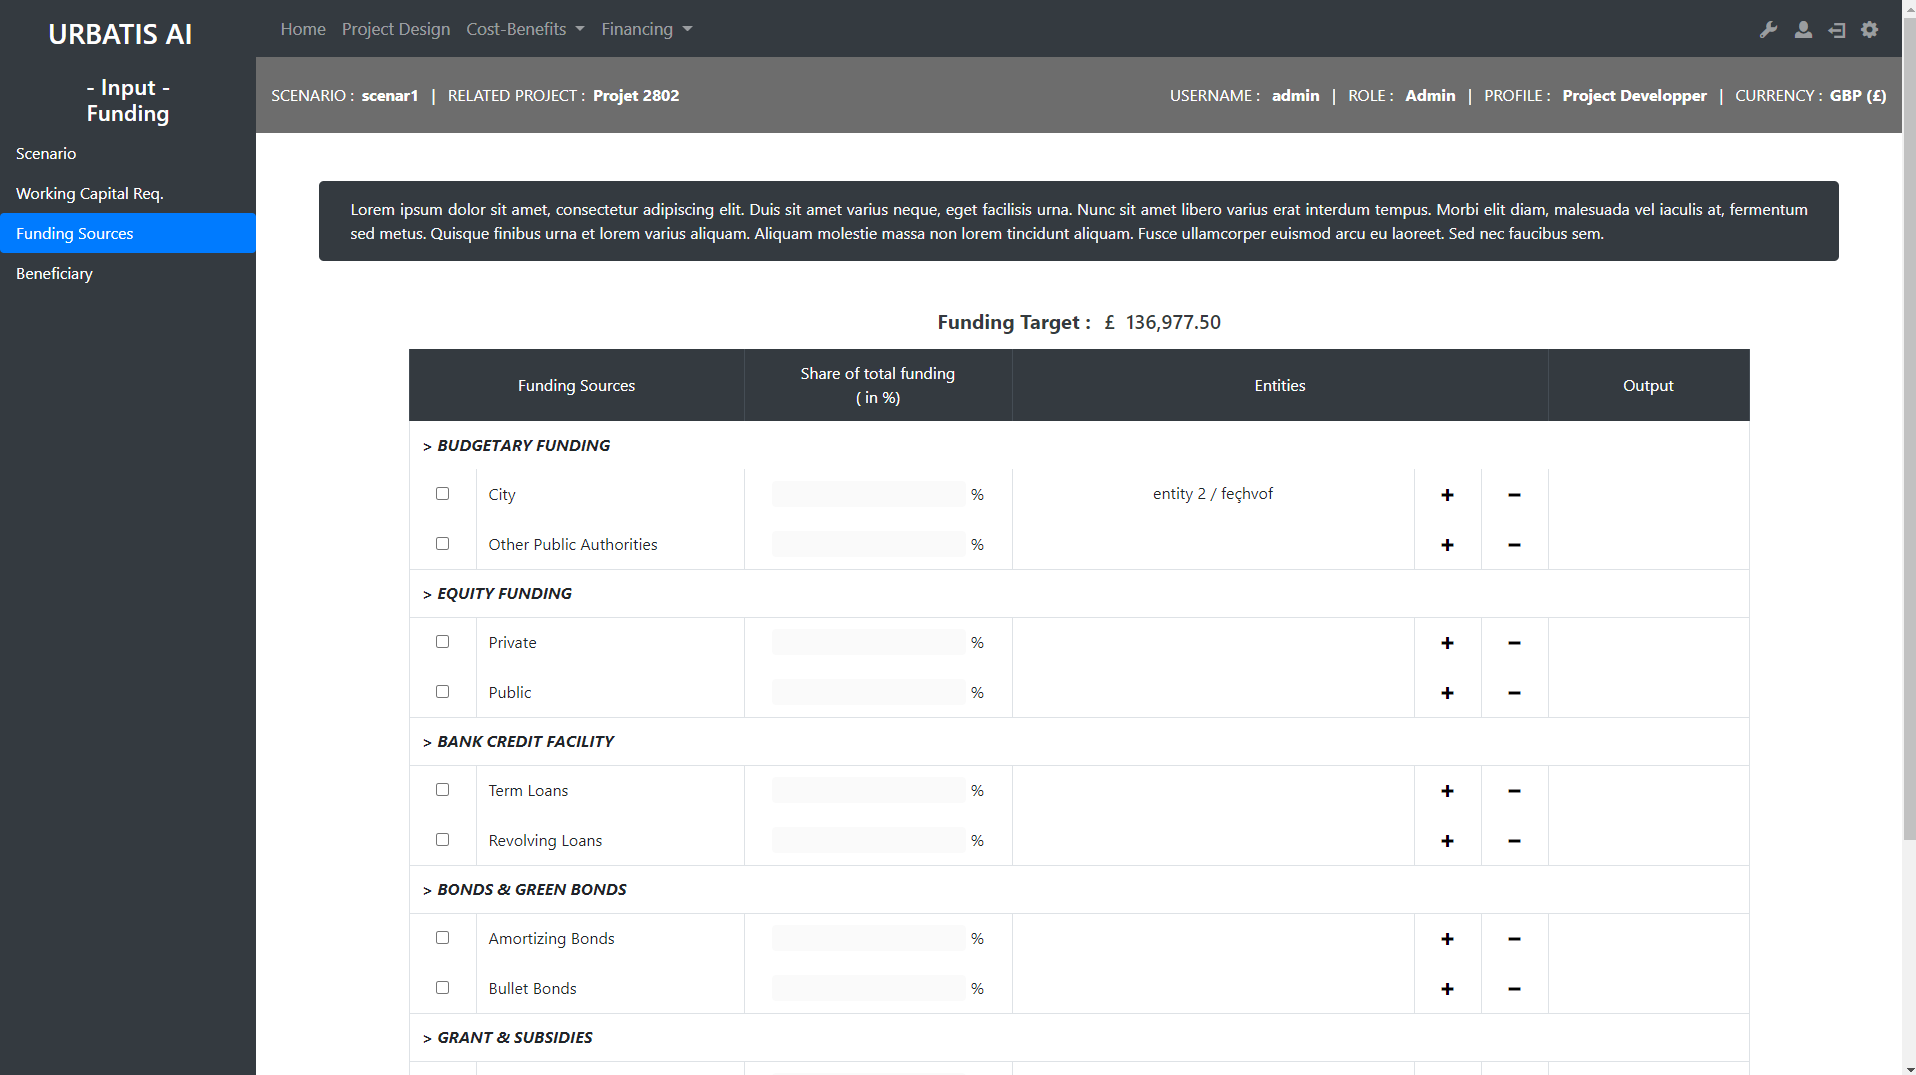 URBATIS AI
Home Project Design Cost-Benefits Financing
- Input -
Funding
Scenario
Working Capital Req.
Funding Sources
Beneficiary
SCENARIO : scenar1 | RELATED PROJECT : Projet 2802
USERNAME : admin | ROLE : Admin | PROFILE : Project Developper | CURRENCY : GBP (£)
Lorem ipsum dolor sit amet, consectetur adipiscing elit. Duis sit amet varius neque, eget facilisis urna. Nunc sit amet libero varius erat interdum tempus. Morbi elit diam, malesuada vel iaculis at, fermentum
sed metus. Quisque finibus urna et lorem varius aliquam. Aliquam molestie massa non lorem tincidunt aliquam. Fusce ullamcorper euismod arcu eu laoreet. Sed nec faucibus sem.
Funding Target : £ 136,977.50
Funding Sources
Share of total funding
( in %)
Entities
Output
> BUDGETARY FUNDING
City % entity 2 / feçhvof + −
Other Public Authorities % + −
> EQUITY FUNDING
Private % + −
Public % + −
> BANK CREDIT FACILITY
Term Loans % + −
Revolving Loans % + −
> BONDS & GREEN BONDS
Amortizing Bonds % + −
Bullet Bonds % + −
> GRANT & SUBSIDIES